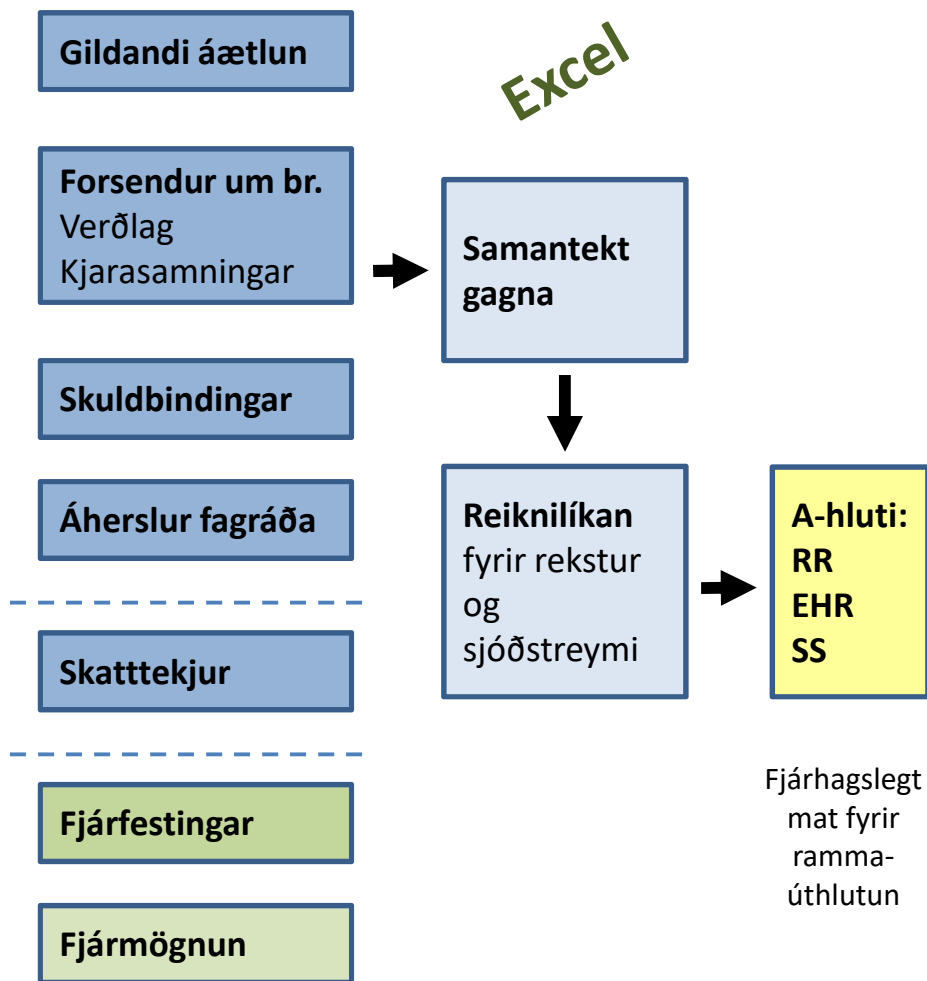 Gildandi áætlun
Excel
Forsendur um br.
Verðlag
Kjarasamningar
Samantekt
gagna
Skuldbindingar
Áherslur fagráða
Reiknilíkan
fyrir rekstur
og
sjóðstreymi
A-hluti:
RR
EHR
SS
Skatttekjur
Fjárfestingar
Fjárhagslegt
mat fyrir
ramma-
úthlutun
Fjármögnun